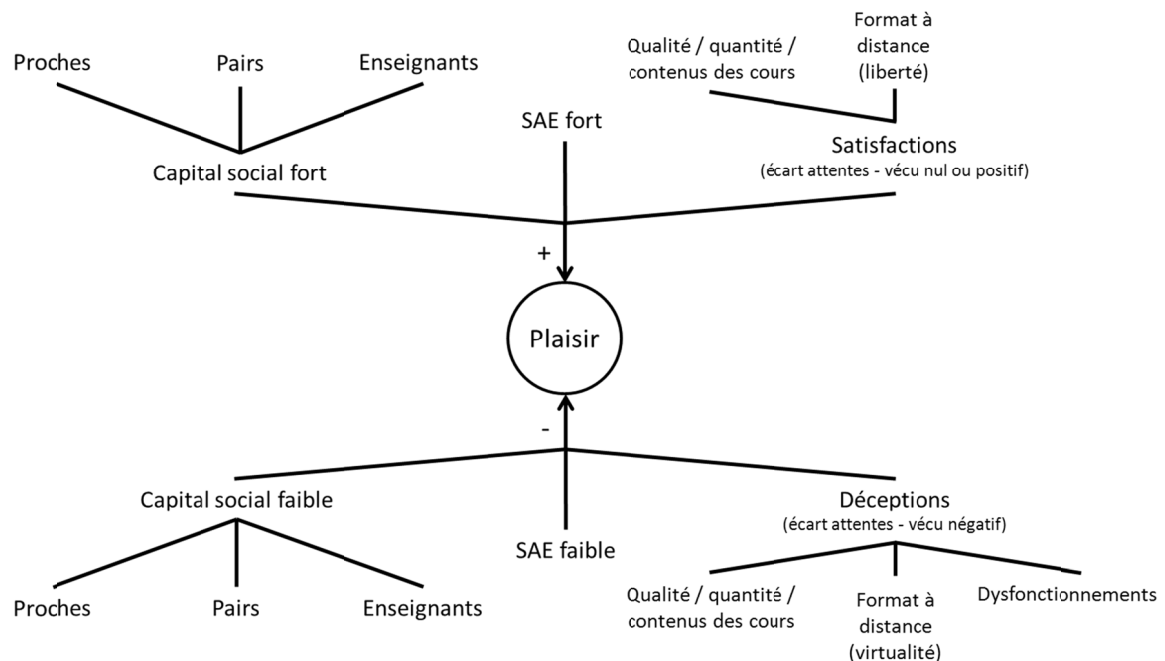 Proches
Pairs
Enseignants
Qualité / quantité /
contenus des cours
Format à
distance
(liberté)
SAE fort
Capital social fort
Satisfactions
(écart attentes - vécu nul ou positif)
+
Plaisir
-
Capital social faible
SAE faible
Déceptions
(écart attentes - vécu négatif)
Proches
Pairs
Enseignants
Qualité / quantité /
contenus des cours
Format à
distance
(virtualité)
Dysfonctionnements